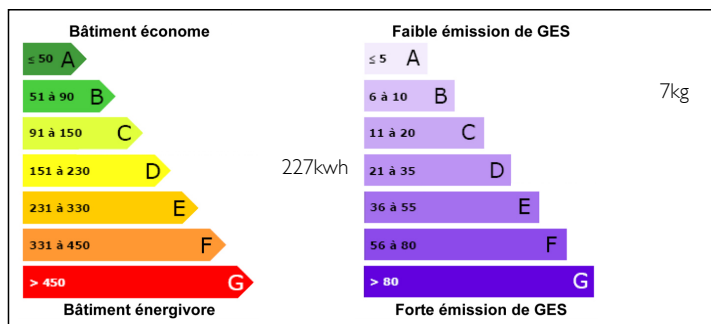 Bâtiment économe
≤ 50 A
51 à 90 B
91 à 150 C
151 à 230 D
227kwh
231 à 330 E
331 à 450 F
> 450 G
Bâtiment énergivore
Faible émission de GES
≤ 5 A
6 à 10 B
7kg
11 à 20 C
21 à 35 D
36 à 55 E
56 à 80 F
> 80 G
Forte émission de GES